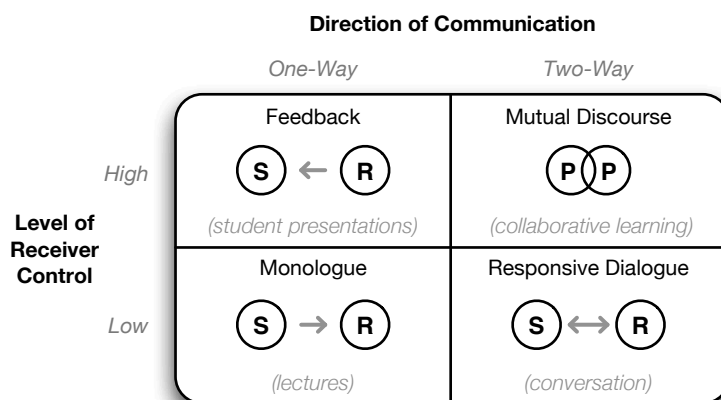 Direction of Communication
One-Way Two-Way
Feedback Mutual Discourse
High S R P P
(student presentations) (collaborative learning)
Level of
Receiver
Control
Monologue Responsive Dialogue
Low S R S R
(lectures) (conversation)